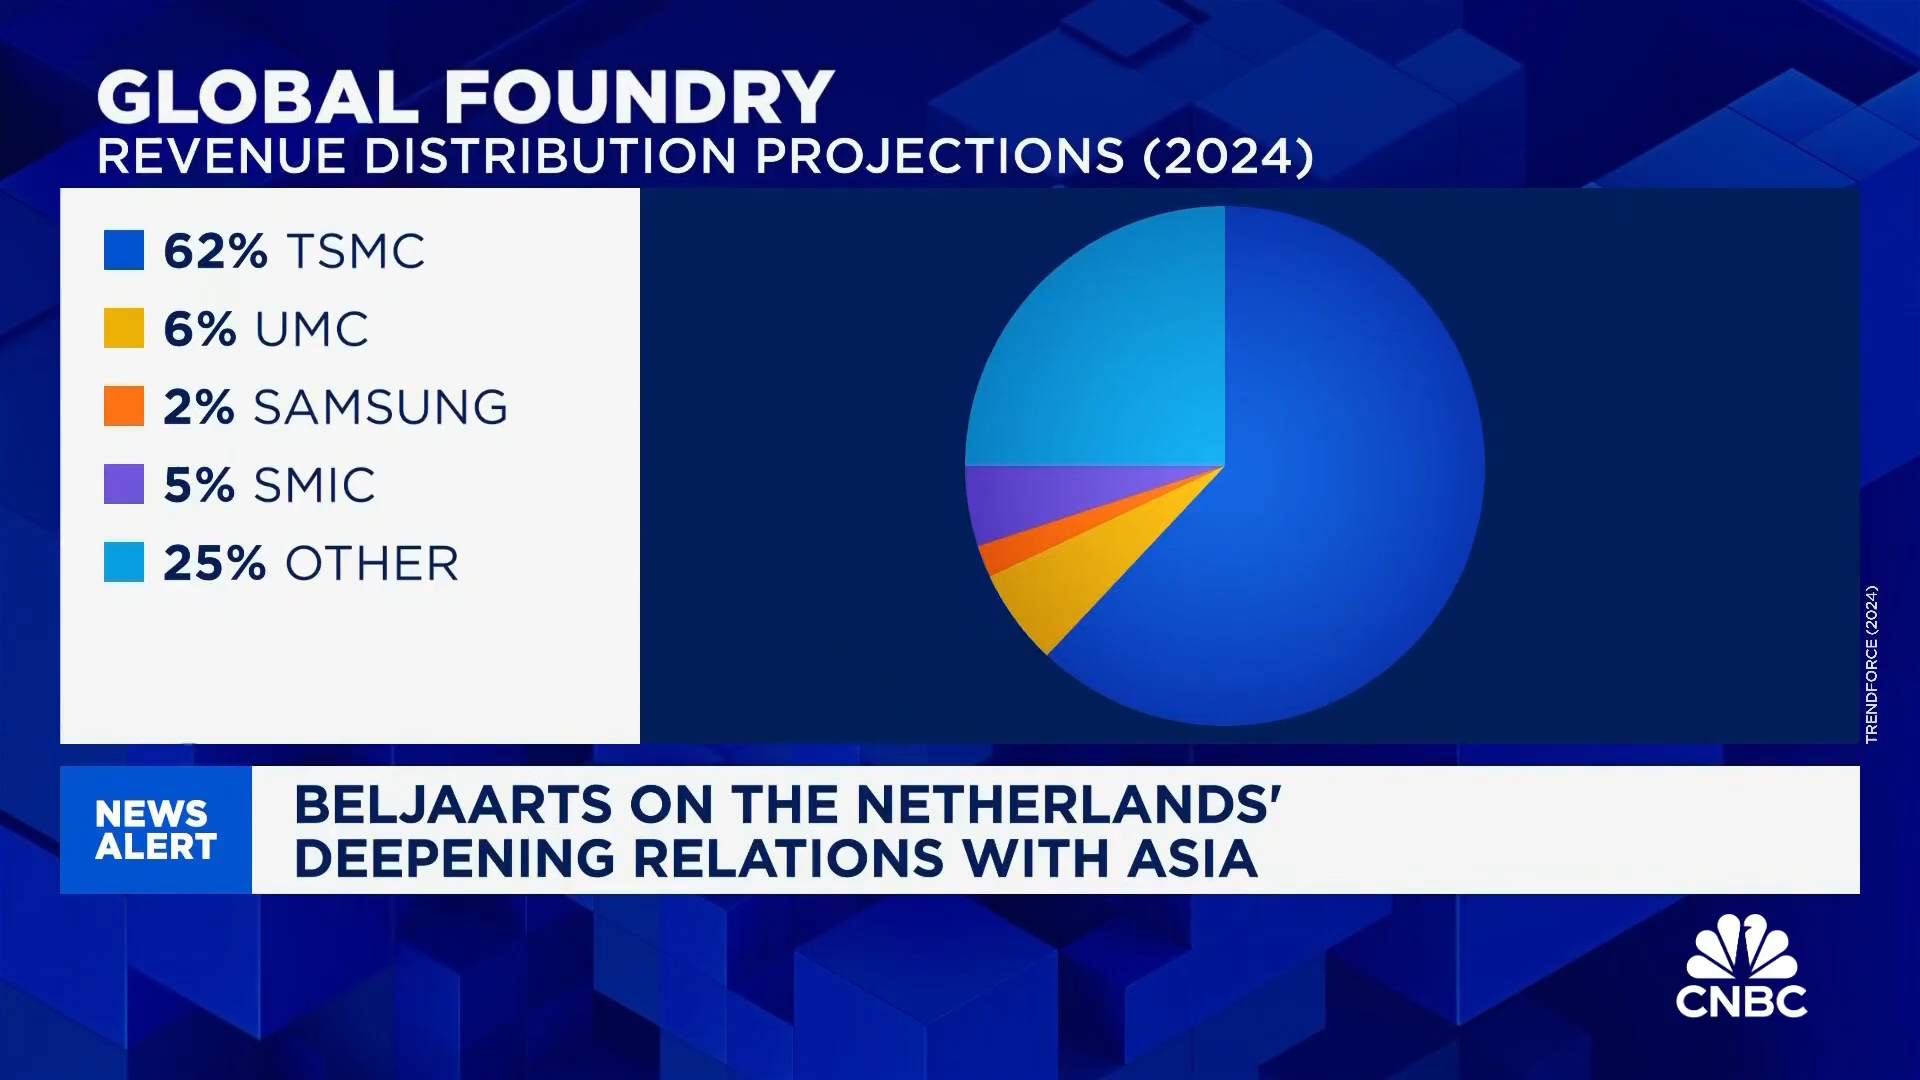 GLOBAL FOUNDRY
REVENUE DISTRIBUTION PROJECTIONS (2024)
62% TSMC
6% UMC
2% SAMSUNG
5% SMIC
25% OTHER
TRENDFORCE (2024)
NEWS
ALERT
BELJAARTS ON THE NETHERLANDS'
DEEPENING RELATIONS WITH ASIA
CNBC